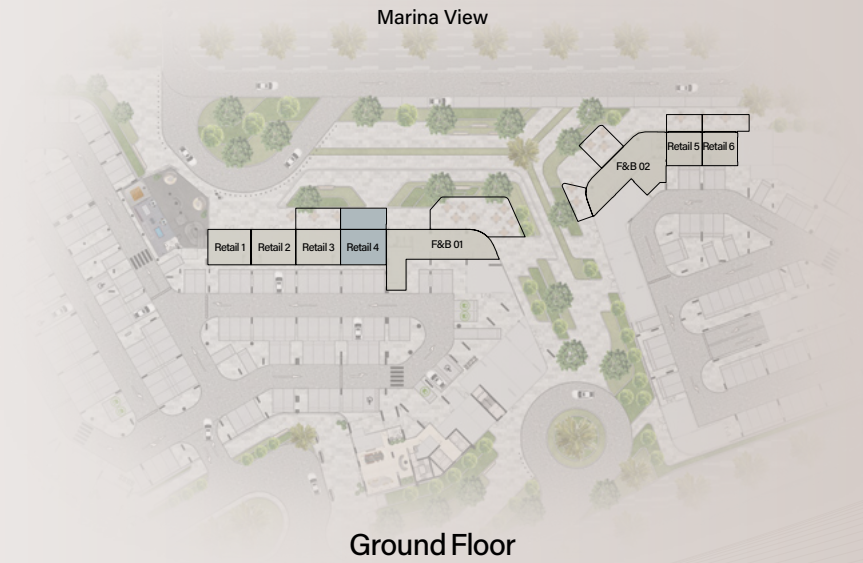 Marina View
Retail 5
Retail 6
F&B 02
Retail 1
Retail 2
Retail 3
Retail 4
F&B 01
Ground Floor